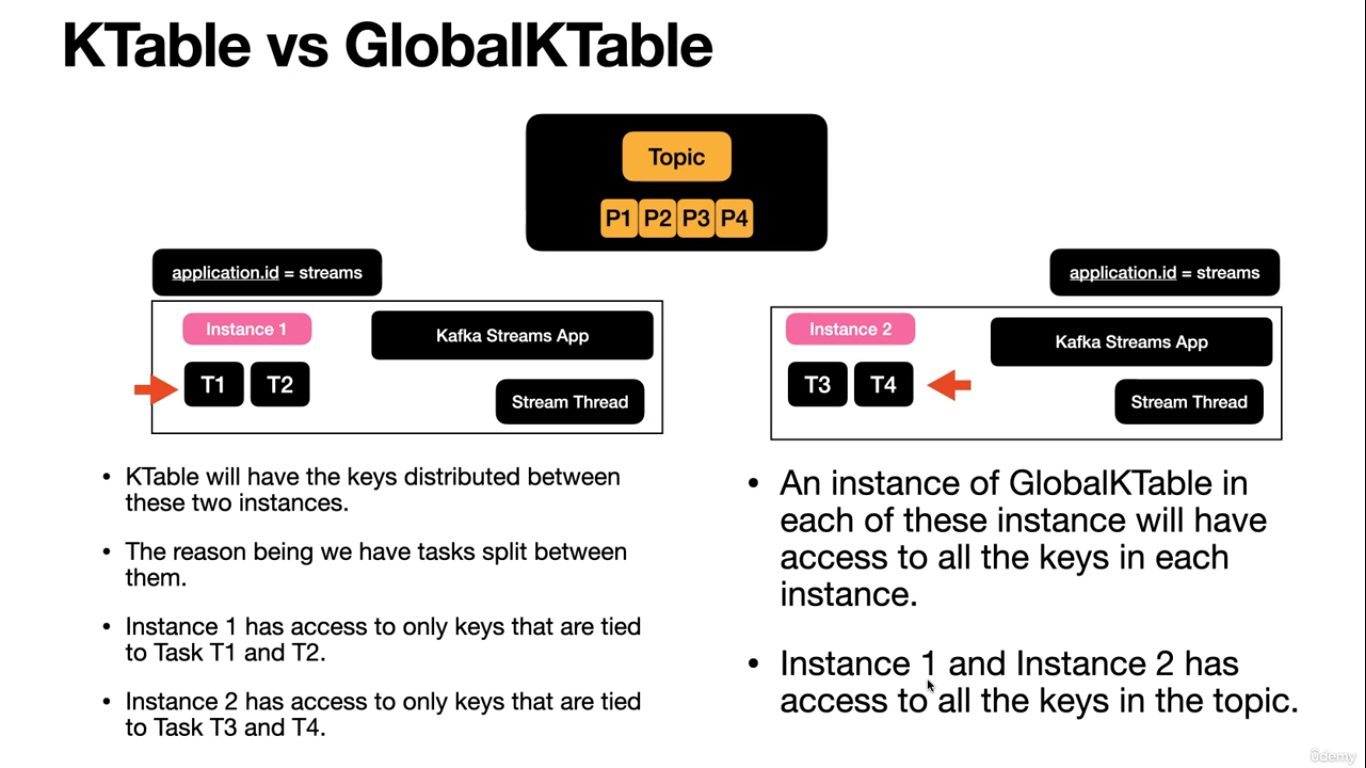 KTable vs GlobalKTable
Topic
P1 P2 P3 P4
application.id = streams
Instance 1
Kafka Streams App
T1 T2
Stream Thread
• KTable will have the keys distributed between
these two instances.
• The reason being we have tasks split between
them.
• Instance 1 has access to only keys that are tied
to Task T1 and T2.
• Instance 2 has access to only keys that are tied
to Task T3 and T4.
application.id = streams
Instance 2
Kafka Streams App
T3 T4
Stream Thread
• An instance of GlobalKTable in
each of these instance will have
access to all the keys in each
instance.
• Instance 1 and Instance 2 has
access to all the keys in the topic.
ûdemy